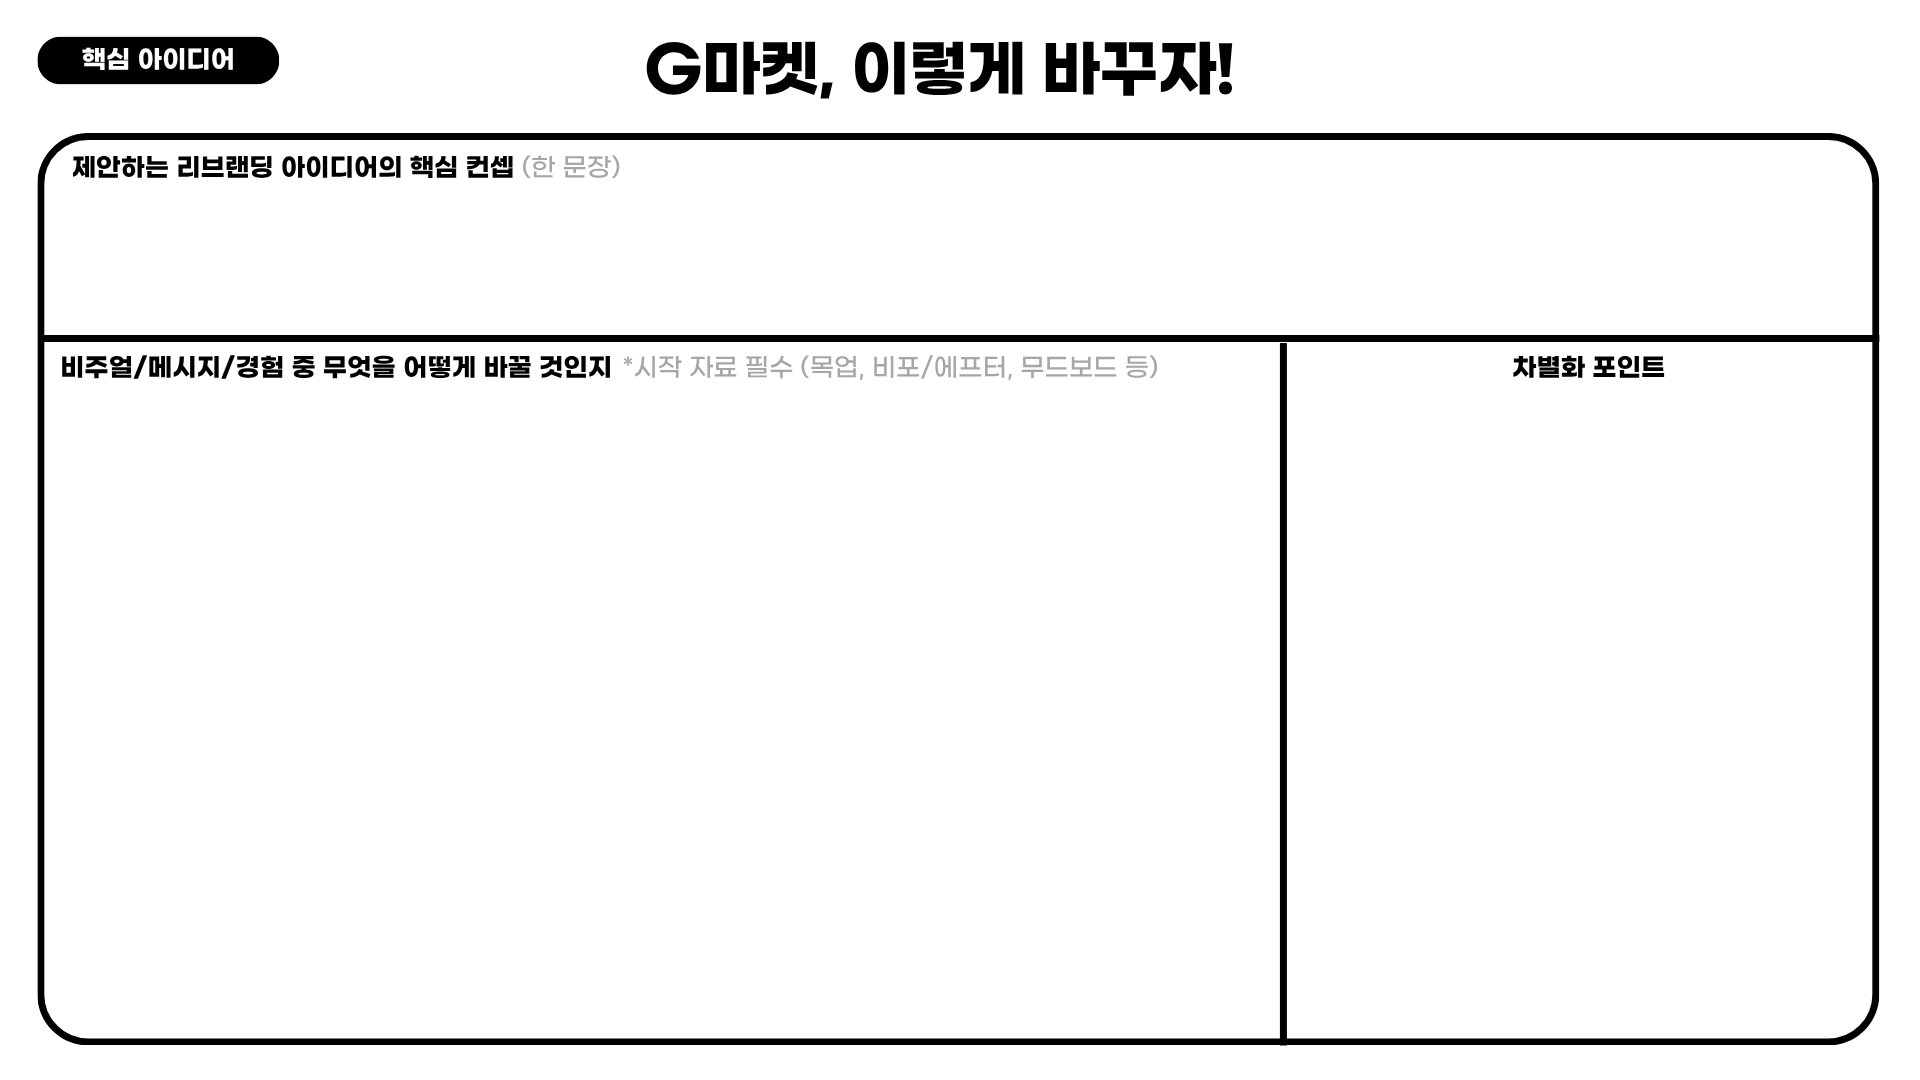 핵심 아이디어
G마켓, 이렇게 바꾸자!
제안하는 리브랜딩 아이디어의 핵심 컨셉 (한 문장)
비주얼/메시지/경험 중 무엇을 어떻게 바꿀 것인지 *시작 자료 필수 (목업, 비포/에프터, 무드보드 등)
차별화 포인트